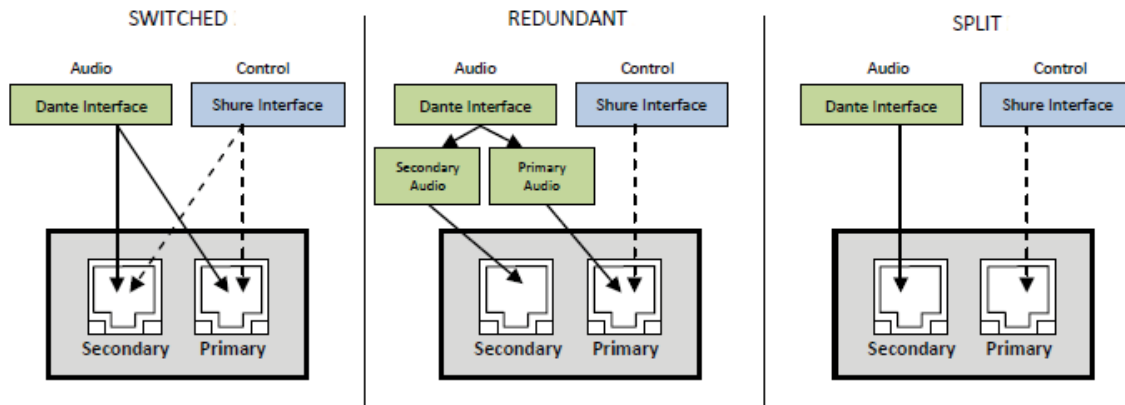 SWITCHED
Audio
Control
Dante Interface
Shure Interface
Secondary
Primary
REDUNDANT
Audio
Control
Dante Interface
Shure Interface
Secondary
Audio
Primary
Audio
Secondary
Primary
SPLIT
Audio
Control
Dante Interface
Shure Interface
Secondary
Primary